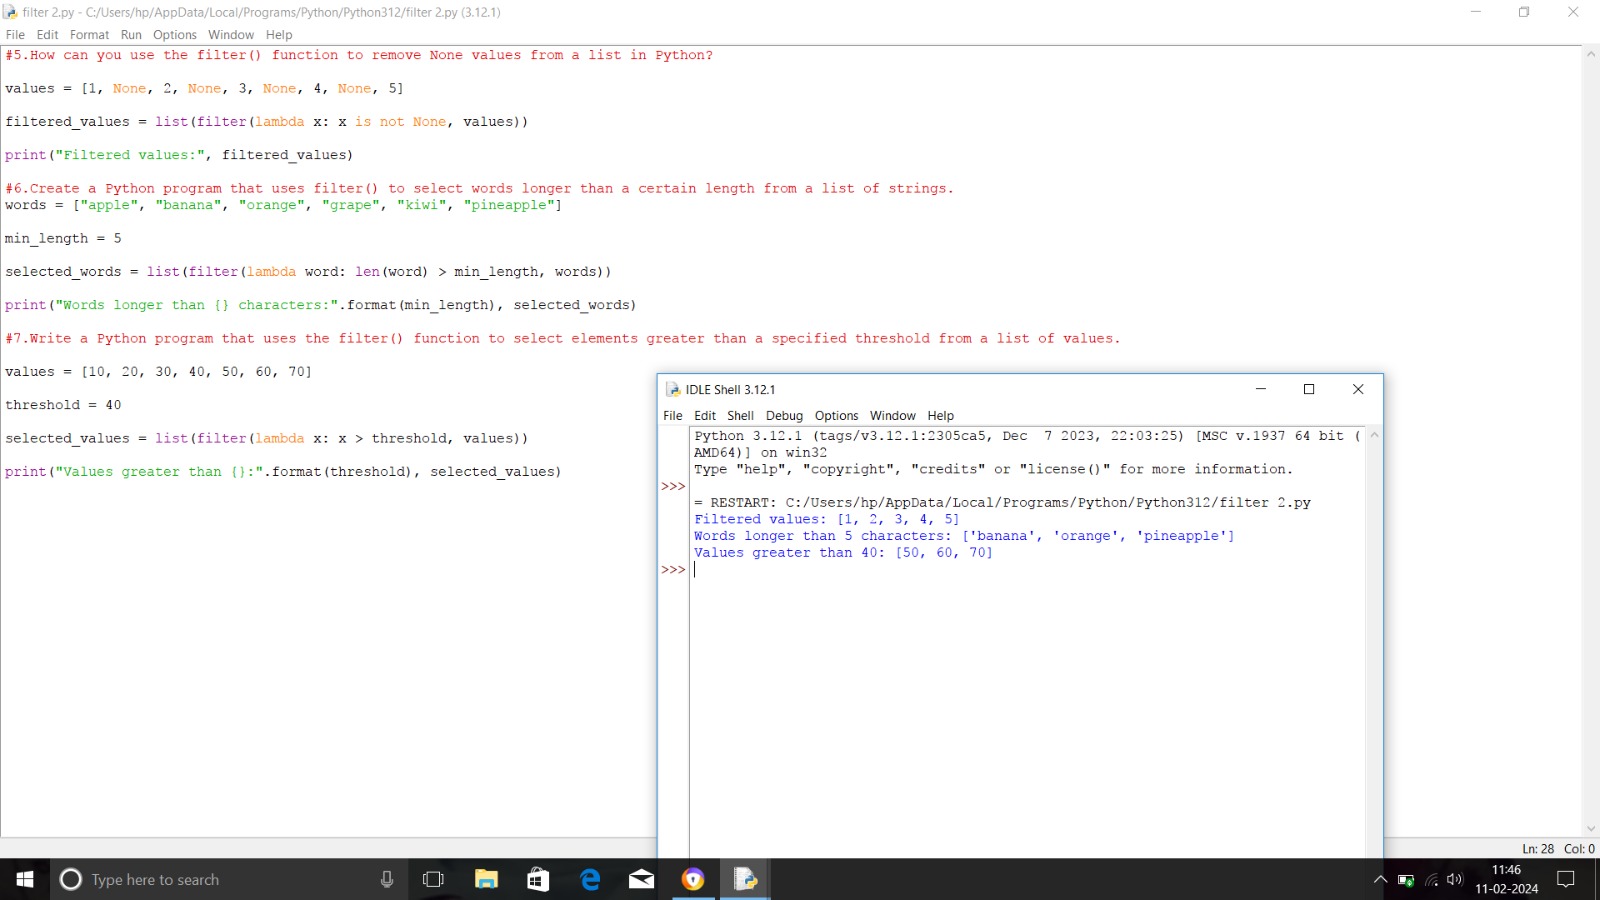 filter 2.py - C:/Users/hp/AppData/Local/Programs/Python/Python312/filter 2.py (3.12.1)
File Edit Format Run Options Window Help
#5.How can you use the filter() function to remove None values from a list in Python?
values = [1, None, 2, None, 3, None, 4, None, 5]
filtered_values = list(filter(lambda x: x is not None, values))
print("Filtered values:", filtered_values)
#6.Create a Python program that uses filter() to select words longer than a certain length from a list of strings.
words = ["apple", "banana", "orange", "grape", "kiwi", "pineapple"]
min_length = 5
selected_words = list(filter(lambda word: len(word) > min_length, words))
print("Words longer than {} characters:".format(min_length), selected_words)
#7.Write a Python program that uses the filter() function to select elements greater than a specified threshold from a list of values.
values = [10, 20, 30, 40, 50, 60, 70]
threshold = 40
selected_values = list(filter(lambda x: x > threshold, values))
print("Values greater than {}:".format(threshold), selected_values)
IDLE Shell 3.12.1
File Edit Shell Debug Options Window Help
Python 3.12.1 (tags/v3.12.1:2305ca5, Dec  7 2023, 22:03:25) [MSC v.1937 64 bit (
AMD64)] on win32
Type "help", "copyright", "credits" or "license()" for more information.
>>>
= RESTART: C:/Users/hp/AppData/Local/Programs/Python/Python312/filter 2.py
Filtered values: [1, 2, 3, 4, 5]
Words longer than 5 characters: ['banana', 'orange', 'pineapple']
Values greater than 40: [50, 60, 70]
>>>
Ln: 28 Col: 0
Type here to search
11:46
11-02-2024